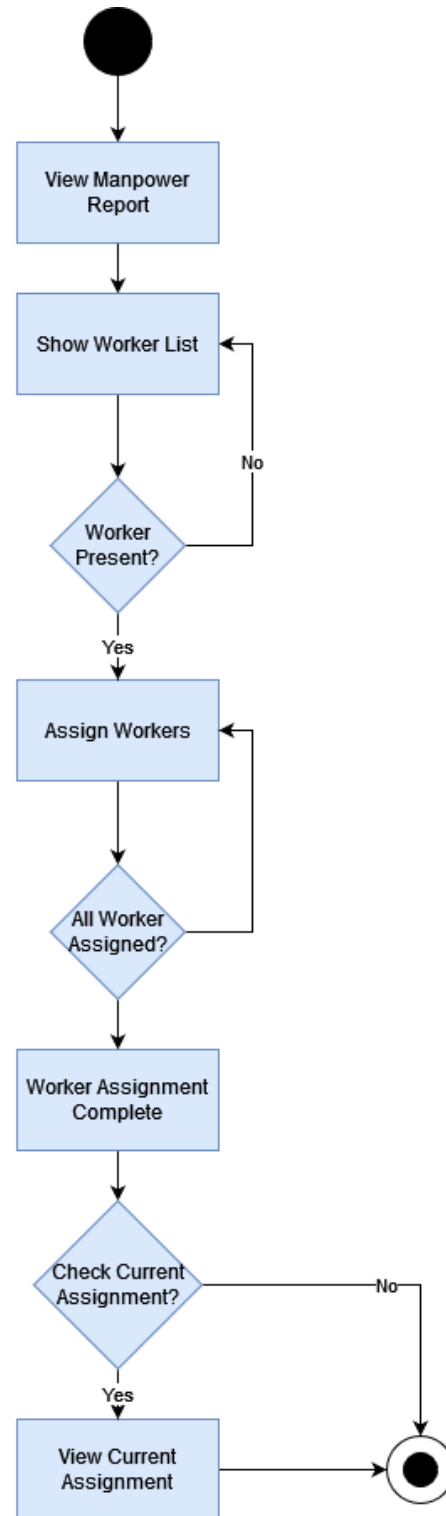 View Manpower
Report
Show Worker List
No
Worker
Present?
Yes
Assign Workers
All Worker
Assigned?
Worker Assignment
Complete
Check Current
Assignment?
No
Yes
View Current
Assignment